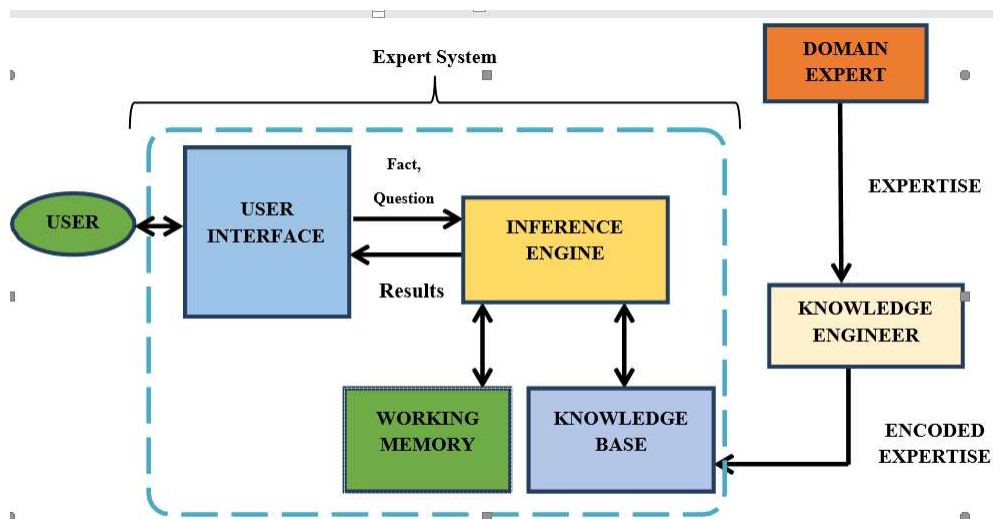 Expert System
DOMAIN
EXPERT
EXPERTISE
USER
USER
INTERFACE
Fact,
Question
Results
INFERENCE
ENGINE
KNOWLEDGE
ENGINEER
WORKING
MEMORY
KNOWLEDGE
BASE
ENCODED
EXPERTISE